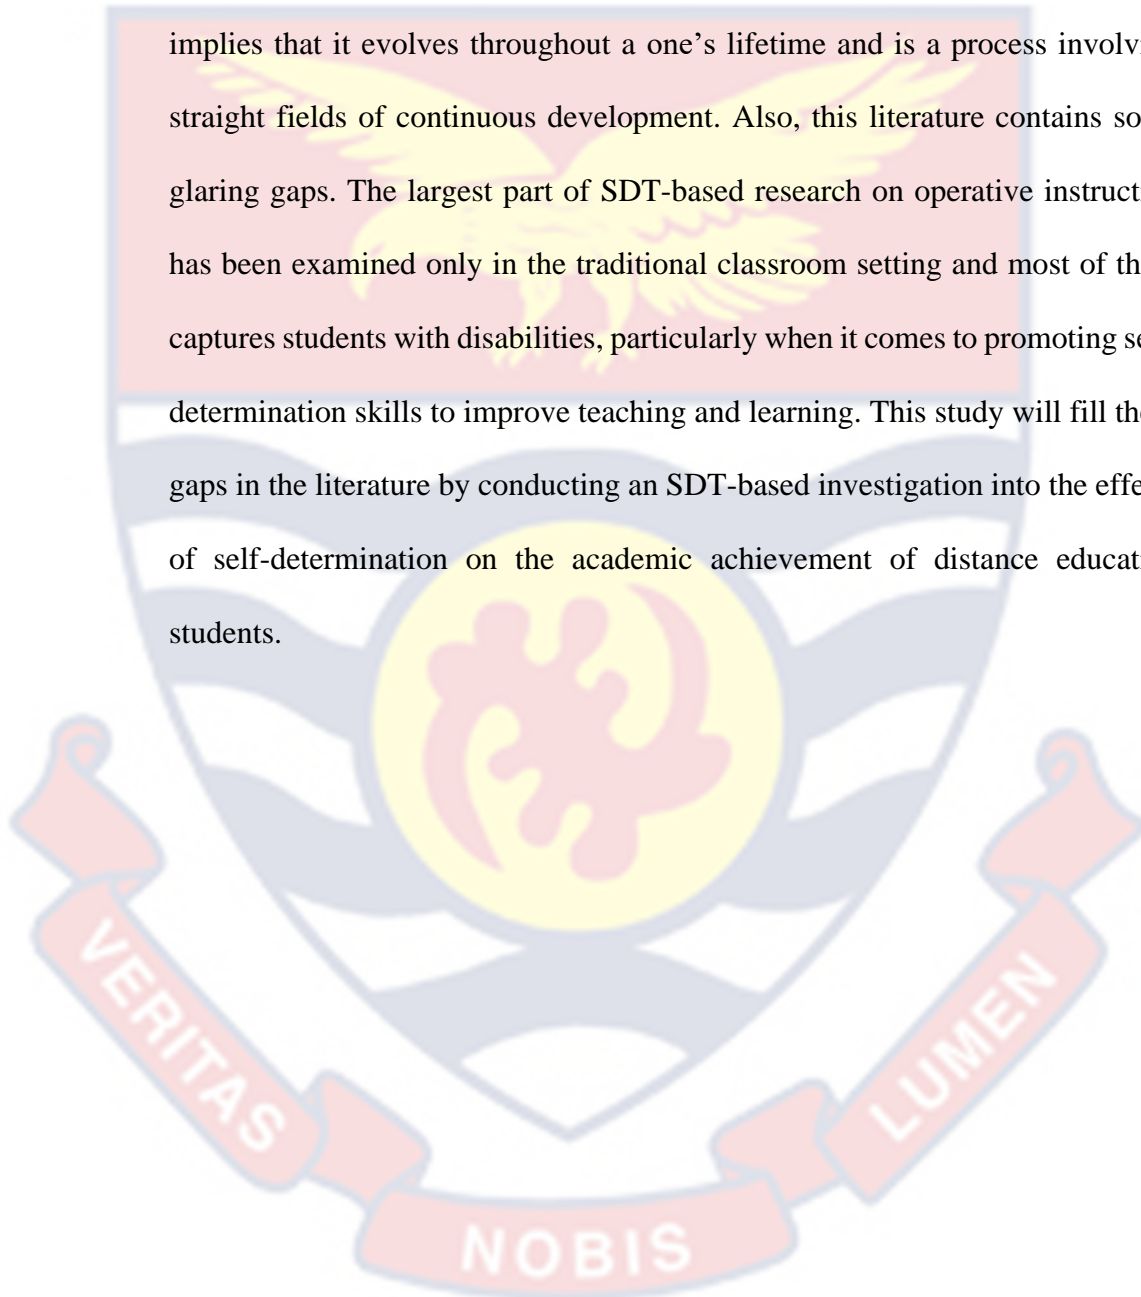 implies that it evolves throughout a one's lifetime and is a process involv
straight fields of continuous development. Also, this literature contains so
glaring gaps. The largest part of SDT-based research on operative instructi
has been examined only in the traditional classroom setting and most of th
captures students with disabilities, particularly when it comes to promoting se
determination skills to improve teaching and learning. This study will fill the
gaps in the literature by conducting an SDT-based investigation into the effe
of self-determination on the academic achievement of distance educati
students.
VERITAS
NOBIS
LUMEN